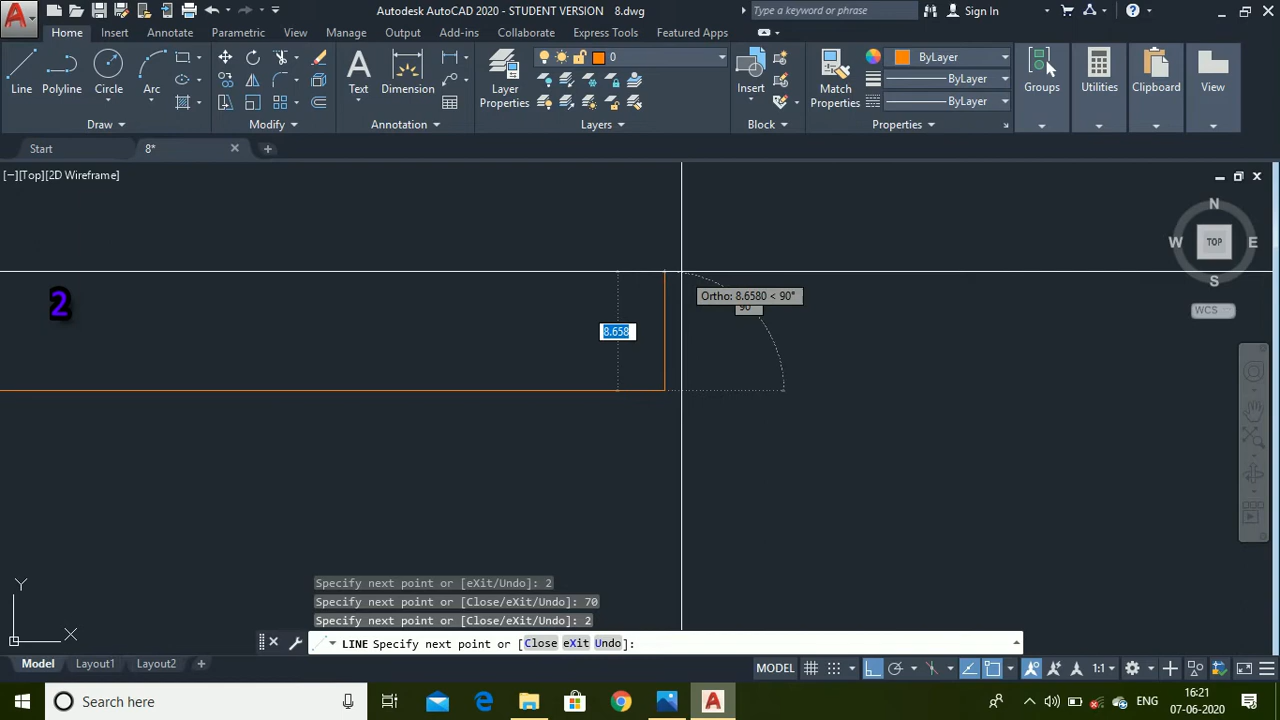 Autodesk AutoCAD 2020 - STUDENT VERSION 8.dwg
Type a keyword or phrase
Sign In
Home Insert Annotate Parametric View Manage Output Add-ins Collaborate Express Tools Featured Apps
Line Polyline Circle Arc
Text Dimension
Layer Properties
0
Insert
Match Properties
ByLayer
ByLayer
ByLayer
Groups Utilities Clipboard View
Draw Modify Annotation Layers Block Properties
Start 8*
[−][Top][2D Wireframe]
N
W TOP E
S
WCS
2
Ortho: 8.6580 < 90°
90°
8.658
Y
X
Specify next point or [eXit/Undo]: 2
Specify next point or [Close/eXit/Undo]: 70
Specify next point or [Close/eXit/Undo]: 2
LINE Specify next point or [Close eXit Undo]:
Model Layout1 Layout2
MODEL 1:1
Search here
ENG
16:21
07-06-2020